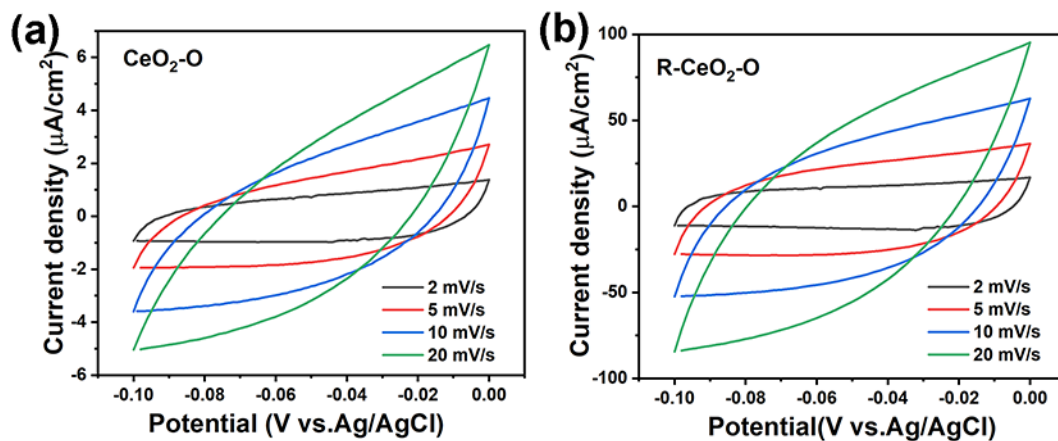 (a)
CeO2-O
6
4
2
0
-2
-4
-6
Current density (μA/cm2)
2 mV/s
5 mV/s
10 mV/s
20 mV/s
-0.10 -0.08 -0.06 -0.04 -0.02 0.00
Potential (V vs.Ag/AgCl)
(b)
R-CeO2-O
100
50
0
-50
-100
Current density (μA/cm2)
2 mV/s
5 mV/s
10 mV/s
20 mV/s
-0.10 -0.08 -0.06 -0.04 -0.02 0.00
Potential(V vs.Ag/AgCl)